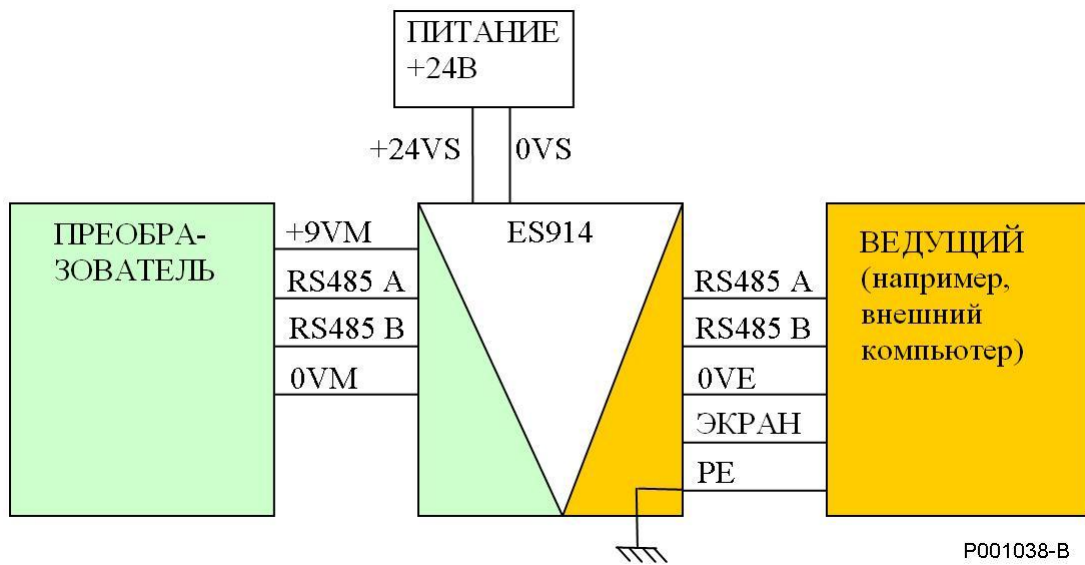 ПИТАНИЕ
+24В
+24VS
0VS
ПРЕОБРА-
ЗОВАТЕЛЬ
+9VM
RS485 A
RS485 B
0VM
ES914
RS485 A
RS485 B
0VE
ЭКРАН
PE
ВЕДУЩИЙ
(например,
внешний
компьютер)
P001038-B